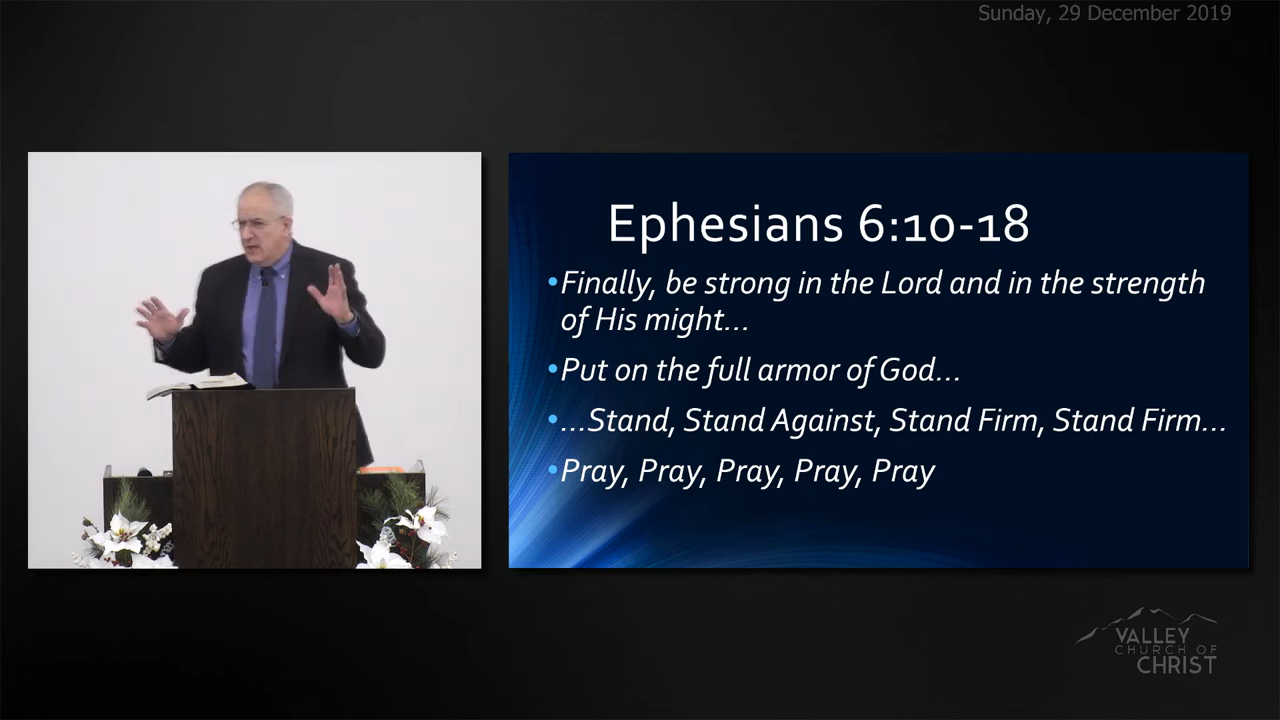 Sunday, 29 December 2019
Ephesians 6:10-18
•Finally, be strong in the Lord and in the strength
of His might...
•Put on the full armor of God...
•...Stand, Stand Against, Stand Firm, Stand Firm...
•Pray, Pray, Pray, Pray, Pray
VALLEY
CHURCH OF
CHRIST